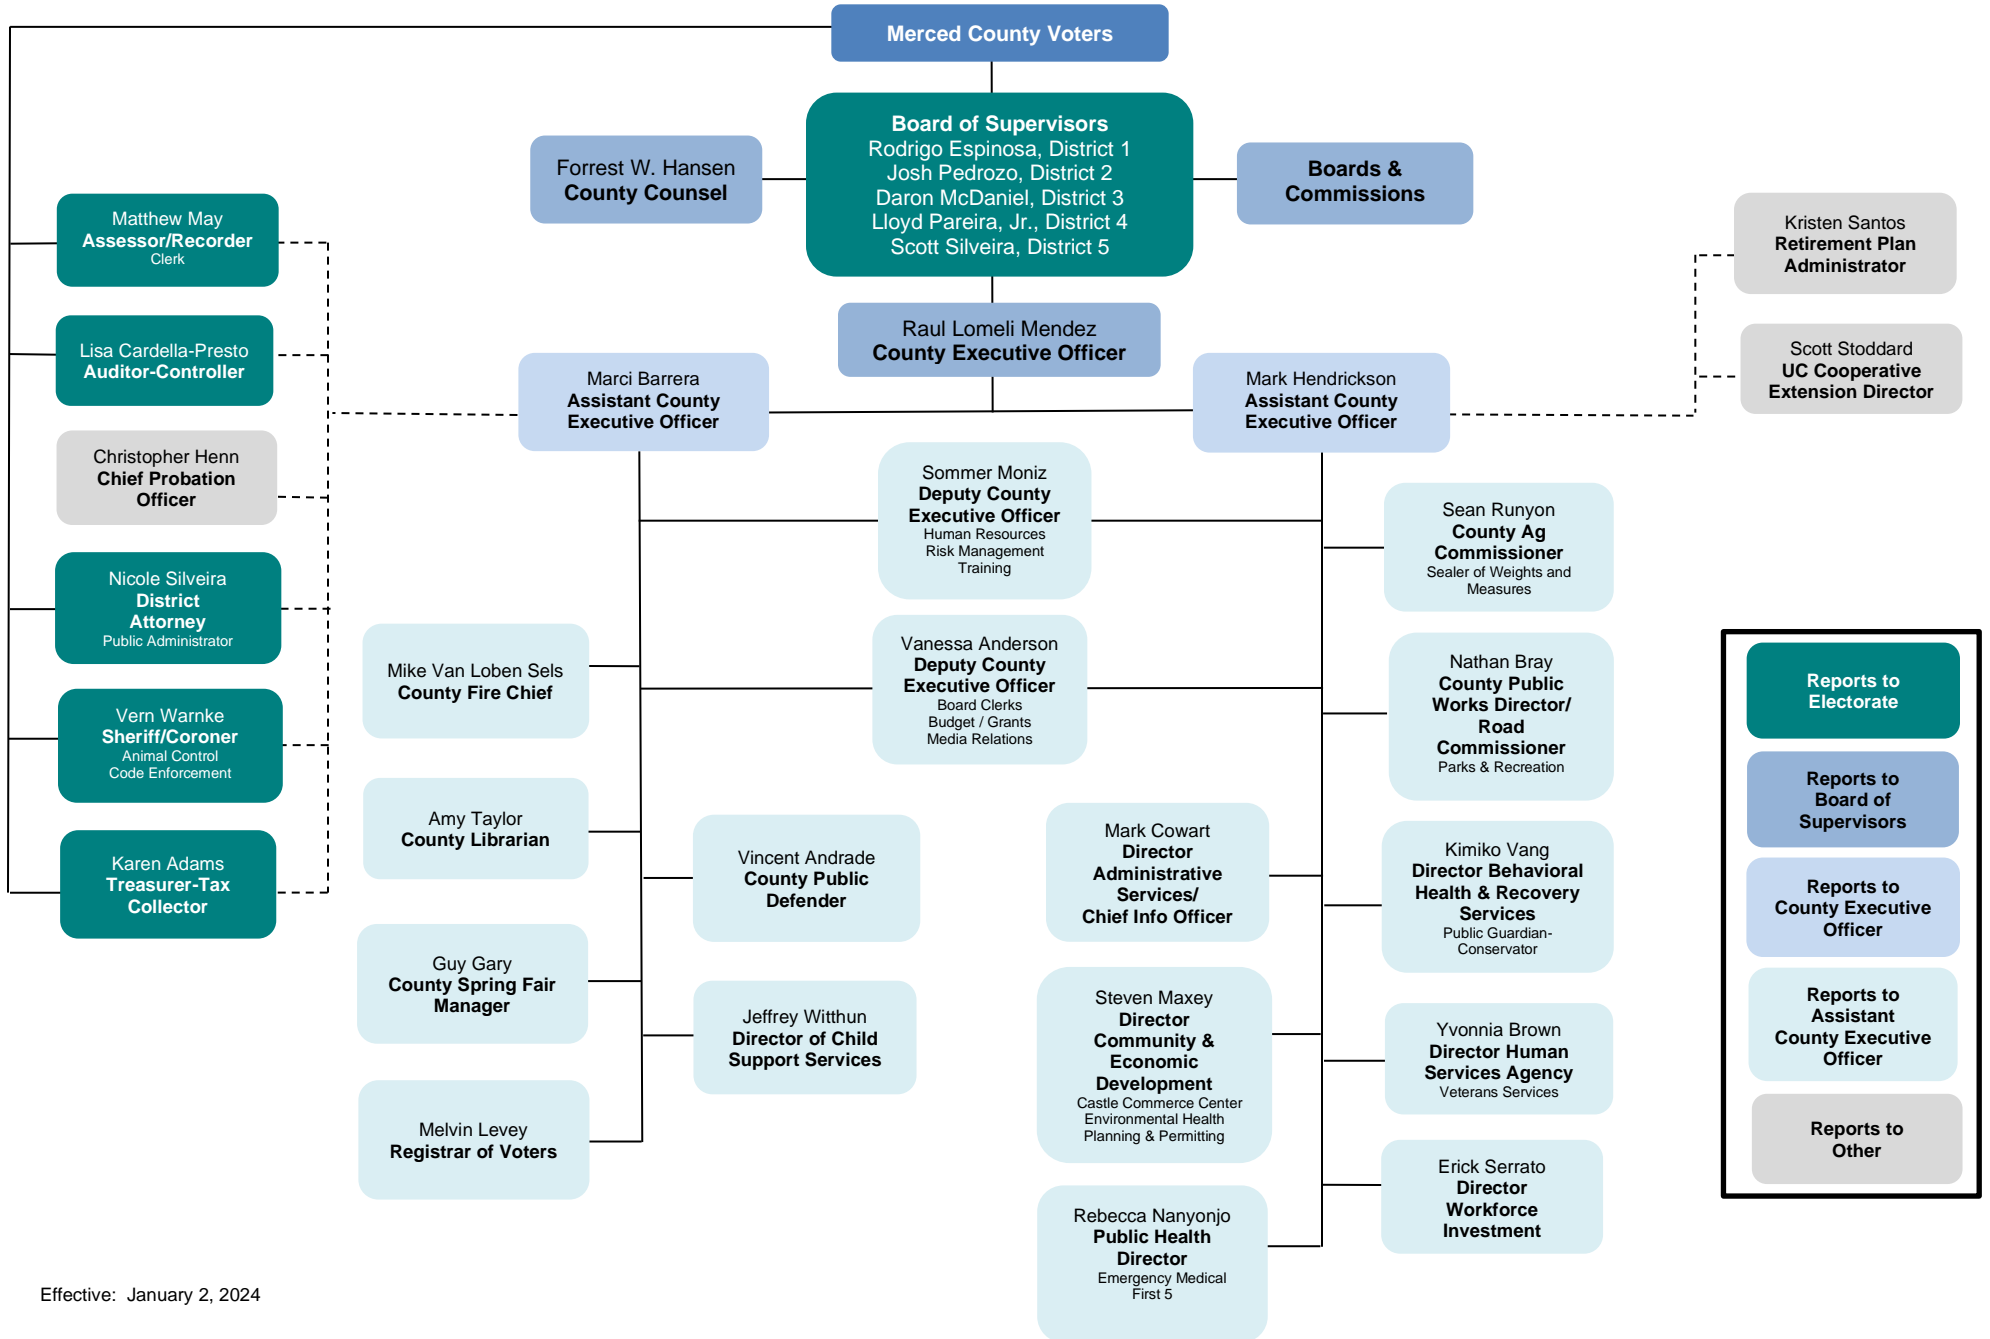 Merced County Voters
Board of Supervisors
Rodrigo Espinosa, District 1
Josh Pedrozo, District 2
Daron McDaniel, District 3
Lloyd Pareira, Jr., District 4
Scott Silveira, District 5
Forrest W. Hansen
County Counsel
Boards &
Commissions
Raul Lomeli Mendez
County Executive Officer
Matthew May
Assessor/Recorder
Clerk
Lisa Cardella-Presto
Auditor-Controller
Christopher Henn
Chief Probation
Officer
Nicole Silveira
District
Attorney
Public Administrator
Vern Warnke
Sheriff/Coroner
Animal Control
Code Enforcement
Karen Adams
Treasurer-Tax
Collector
Marci Barrera
Assistant County
Executive Officer
Mark Hendrickson
Assistant County
Executive Officer
Kristen Santos
Retirement Plan
Administrator
Scott Stoddard
UC Cooperative
Extension Director
Sommer Moniz
Deputy County
Executive Officer
Human Resources
Risk Management
Training
Vanessa Anderson
Deputy County
Executive Officer
Board Clerks
Budget / Grants
Media Relations
Mike Van Loben Sels
County Fire Chief
Amy Taylor
County Librarian
Guy Gary
County Spring Fair
Manager
Melvin Levey
Registrar of Voters
Vincent Andrade
County Public
Defender
Jeffrey Witthun
Director of Child
Support Services
Mark Cowart
Director
Administrative
Services/
Chief Info Officer
Steven Maxey
Director
Community &
Economic
Development
Castle Commerce Center
Environmental Health
Planning & Permitting
Rebecca Nanyonjo
Public Health
Director
Emergency Medical
First 5
Sean Runyon
County Ag
Commissioner
Sealer of Weights and
Measures
Nathan Bray
County Public
Works Director/
Road
Commissioner
Parks & Recreation
Kimiko Vang
Director Behavioral
Health & Recovery
Services
Public Guardian-
Conservator
Yvonnia Brown
Director Human
Services Agency
Veterans Services
Erick Serrato
Director
Workforce
Investment
Reports to
Electorate
Reports to
Board of
Supervisors
Reports to
County Executive
Officer
Reports to
Assistant
County Executive
Officer
Reports to
Other
Effective: January 2, 2024